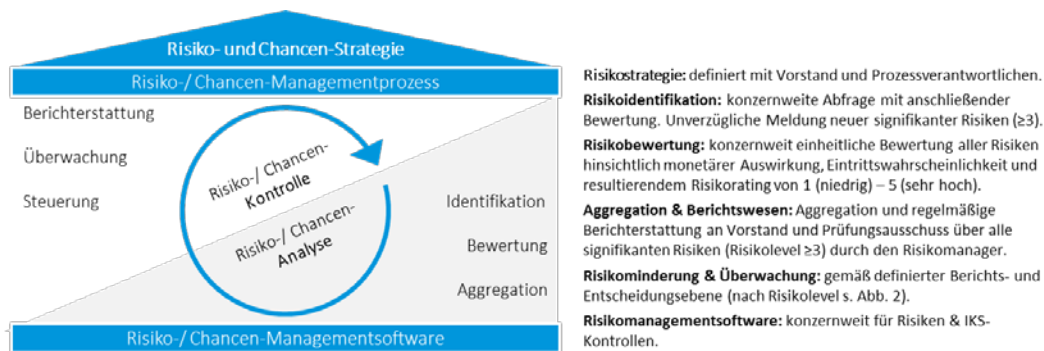 Risiko- und Chancen-Strategie
Risiko-/ Chancen-Managementprozess
Berichterstattung
Überwachung
Steuerung
Risiko-/ Chancen-
Kontrolle
Risiko-/ Chancen-
Analyse
Identifikation
Bewertung
Aggregation
Risiko-/ Chancen-Managementsoftware
Risikostrategie: definiert mit Vorstand und Prozessverantwortlichen.
Risikoidentifikation: konzernweite Abfrage mit anschließender
Bewertung. Unverzügliche Meldung neuer signifikanter Risiken (≥3).
Risikobewertung: konzernweit einheitliche Bewertung aller Risiken
hinsichtlich monetärer Auswirkung, Eintrittswahrscheinlichkeit und
resultierendem Risikorating von 1 (niedrig) – 5 (sehr hoch).
Aggregation & Berichtswesen: Aggregation und regelmäßige
Berichterstattung an Vorstand und Prüfungsausschuss über alle
signifikanten Risiken (Risikolevel ≥3) durch den Risikomanager.
Risikominderung & Überwachung: gemäß definierter Berichts- und
Entscheidungsebene (nach Risikolevel s. Abb. 2).
Risikomanagementsoftware: konzernweit für Risiken & IKS-
Kontrollen.